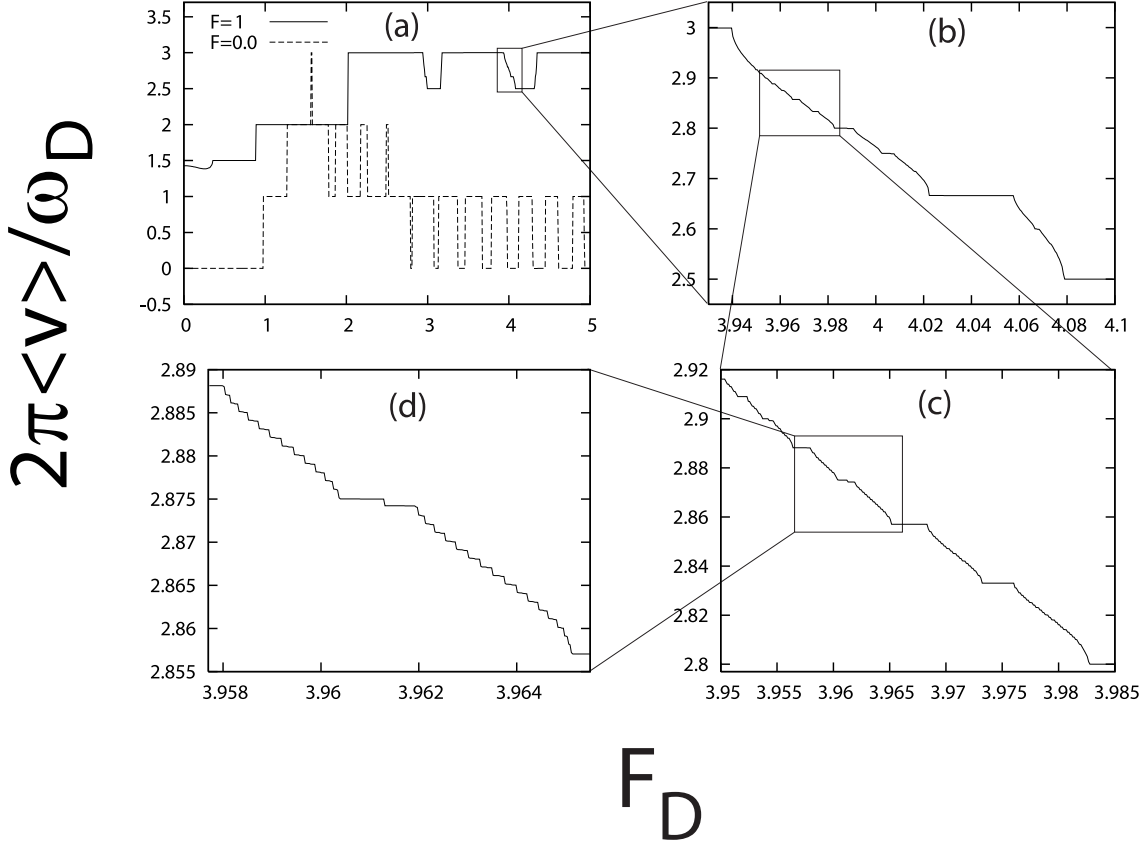 2π<v>/ω_D
(a)
F=1
F=0.0
3.5
3
2.5
2
1.5
1
0.5
0
-0.5
0 1 2 3 4 5
(b)
3
2.9
2.8
2.7
2.6
2.5
3.94 3.96 3.98 4 4.02 4.04 4.06 4.08 4.1
(d)
2.89
2.885
2.88
2.875
2.87
2.865
2.86
2.855
3.958 3.96 3.962 3.964
(c)
2.92
2.9
2.88
2.86
2.84
2.82
2.8
3.95 3.955 3.96 3.965 3.97 3.975 3.98 3.985
F_D